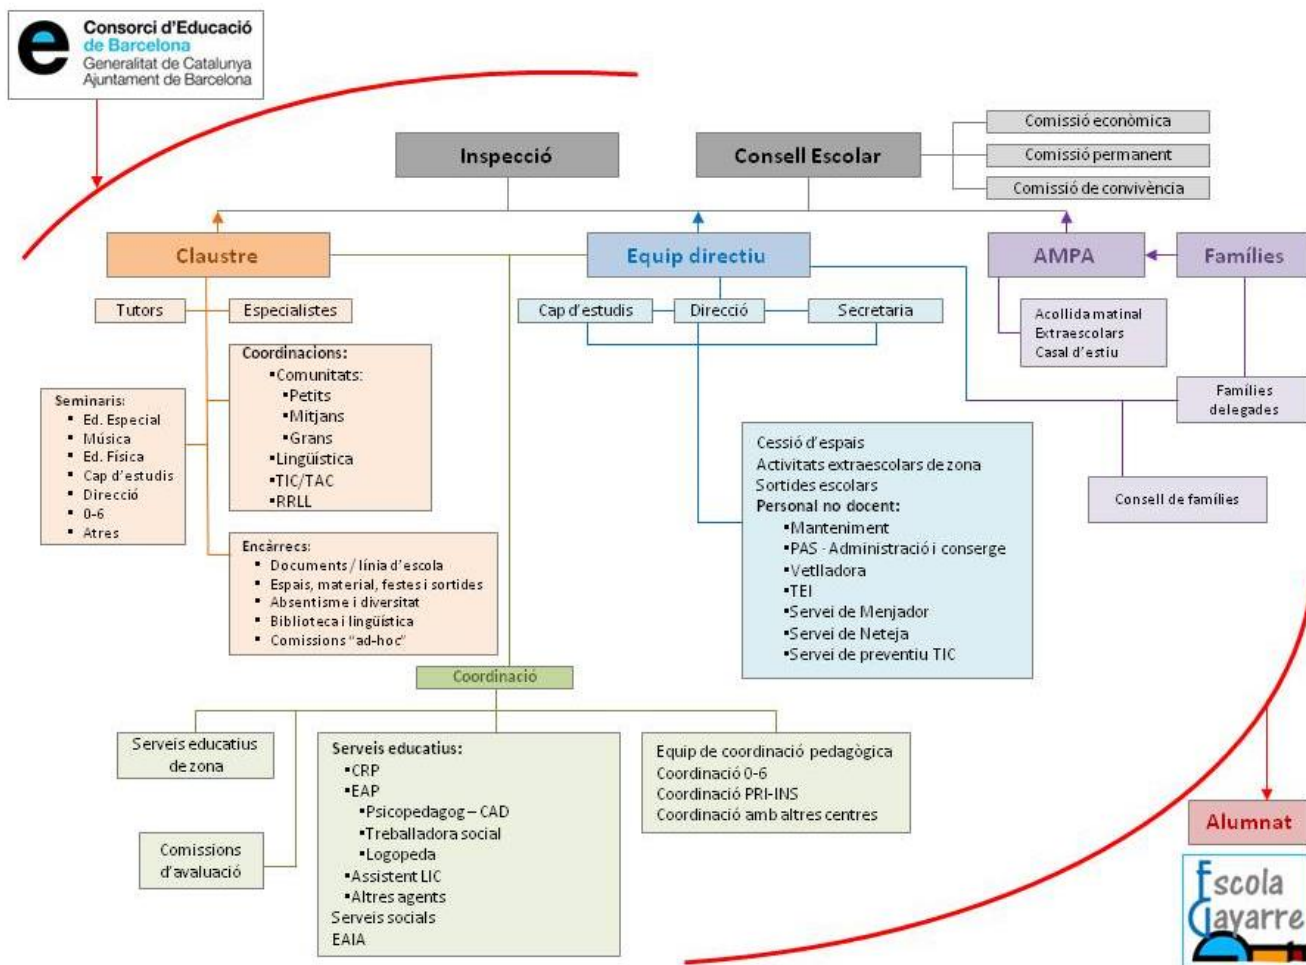 Consorci d'Educació
de Barcelona
Generalitat de Catalunya
Ajuntament de Barcelona
Inspecció
Consell Escolar
Comissió econòmica
Comissió permanent
Comissió de convivència
Claustre
Equip directiu
AMPA
Famílies
Tutors
Especialistes
Cap d'estudis
Direcció
Secretaria
Acollida matinal
Extraescolars
Casal d'estiu
Coordinacions:
▪Comunitats:
▪Petits
▪Mitjans
▪Grans
▪Lingüística
▪TIC/TAC
▪RRLL
Seminaris:
▪ Ed. Especial
▪ Música
▪ Ed. Física
▪ Cap d'estudis
▪ Direcció
▪ 0-6
▪ Atres
Famílies
delegades
Cessió d'espais
Activitats extraescolars de zona
Sortides escolars
Personal no docent:
▪Manteniment
▪PAS - Administració i conserge
▪Vetlladora
▪TEI
▪Servei de Menjador
▪Servei de Neteja
▪Servei de preventiu TIC
Consell de famílies
Encàrrecs:
▪ Documents / línia d'escola
▪ Espais, material, festes i sortides
▪ Absentisme i diversitat
▪ Biblioteca i lingüística
▪ Comissions "ad-hoc"
Coordinació
Serveis educatius
de zona
Comissions
d'avaluació
Serveis educatius:
▪CRP
▪EAP
▪Psicopedagog – CAD
▪Treballadora social
▪Logopeda
▪Assistent LIC
▪Altres agents
Serveis socials
EAIA
Equip de coordinació pedagògica
Coordinació 0-6
Coordinació PRI-INS
Coordinació amb altres centres
Alumnat
Escola
Gayarre